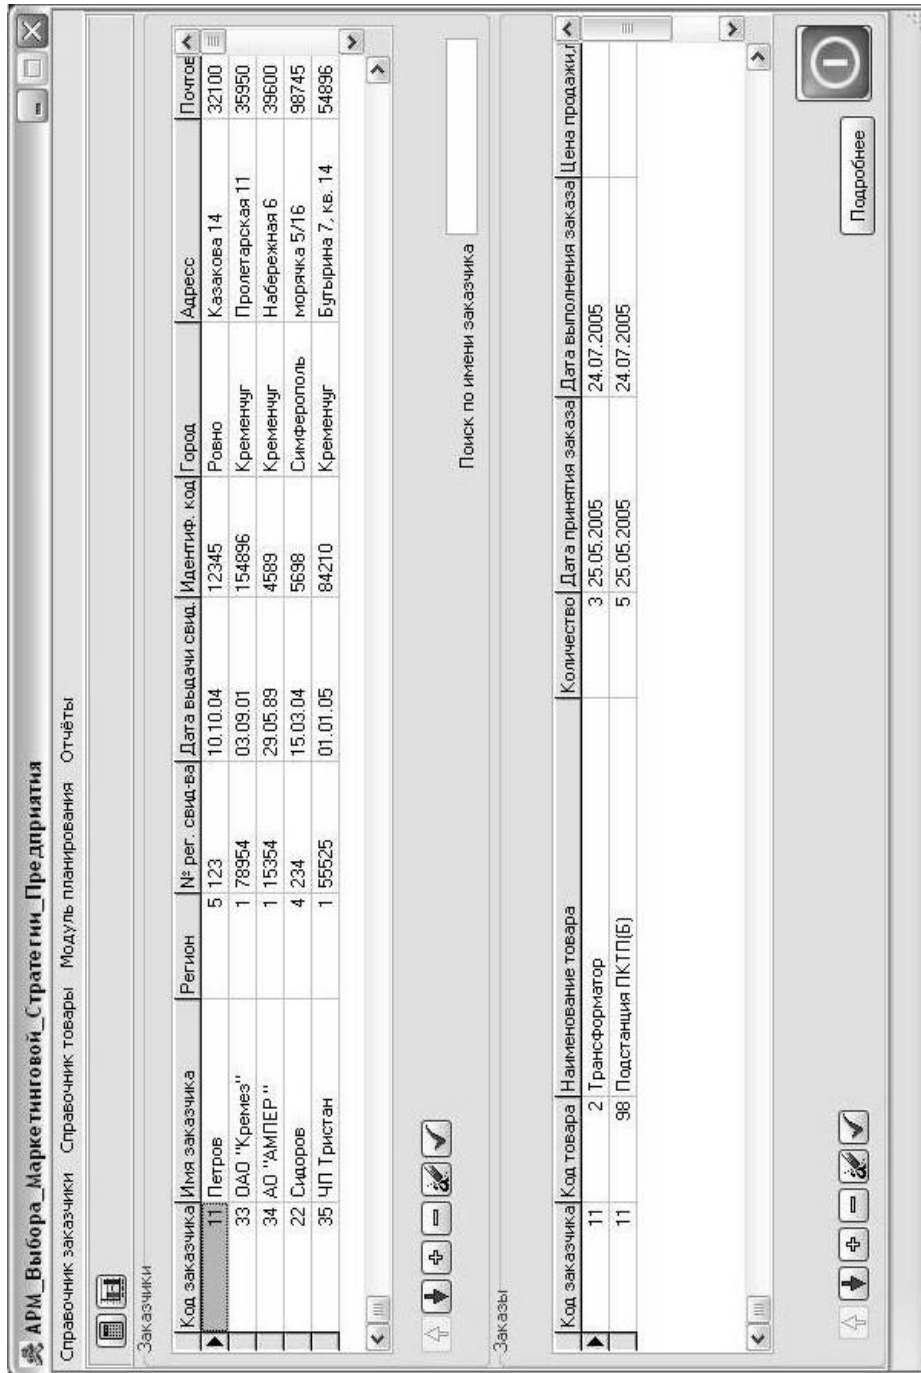 АРМ_Выбора_Маркетинговой_Стратегии_Предприятия
Справочник заказчики Справочник товары Модуль планирования Отчёты
Заказчики
Код заказчика Имя заказчика Регион № рег. свид-ва Дата выдачи свид. Идентиф. код Город Адресс Почтов
11 Петров 5 123 10.10.04 12345 Ровно Казакова 14 32100
33 ОАО "Кремез" 1 78954 03.09.01 154896 Кременчуг Пролетарская 11 35950
34 АО "АМПЕР" 1 15354 29.05.89 4589 Кременчуг Набережная 6 39600
22 Сидоров 4 234 15.03.04 5698 Симферополь морячка 5/16 98745
35 ЧП Тристан 1 55525 01.01.05 84210 Кременчуг Бутырина 7, кв. 14 54896
Поиск по имени заказчика
Заказы
Код заказчика Код товара Наименование товара Количество Дата принятия заказа Дата выполнения заказа Цена продажи,г
11 2 Трансформатор 3 25.05.2005 24.07.2005
11 98 Подстанция ПКТП(Б) 5 25.05.2005 24.07.2005
Подробнее